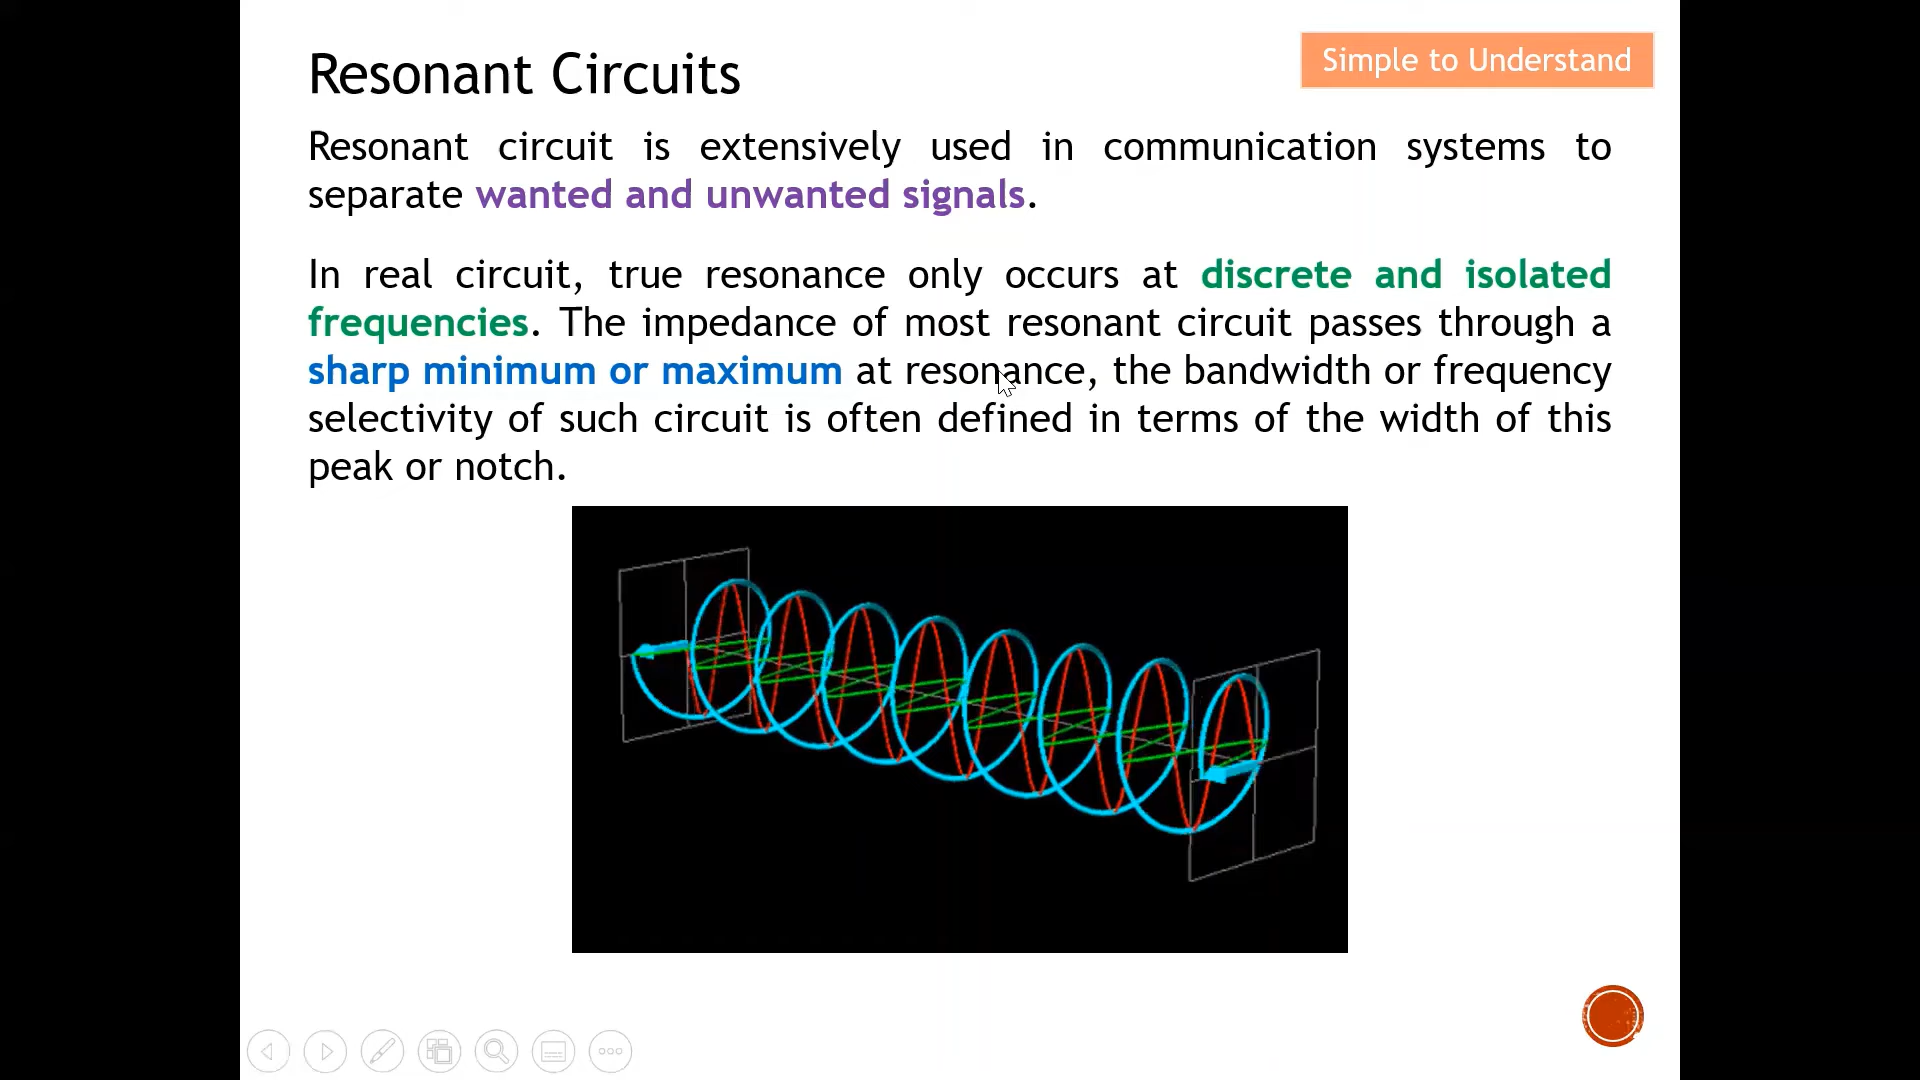 Resonant Circuits
Simple to Understand
Resonant circuit is extensively used in communication systems to
separate wanted and unwanted signals.
In real circuit, true resonance only occurs at discrete and isolated
frequencies. The impedance of most resonant circuit passes through a
sharp minimum or maximum at resonance, the bandwidth or frequency
selectivity of such circuit is often defined in terms of the width of this
peak or notch.